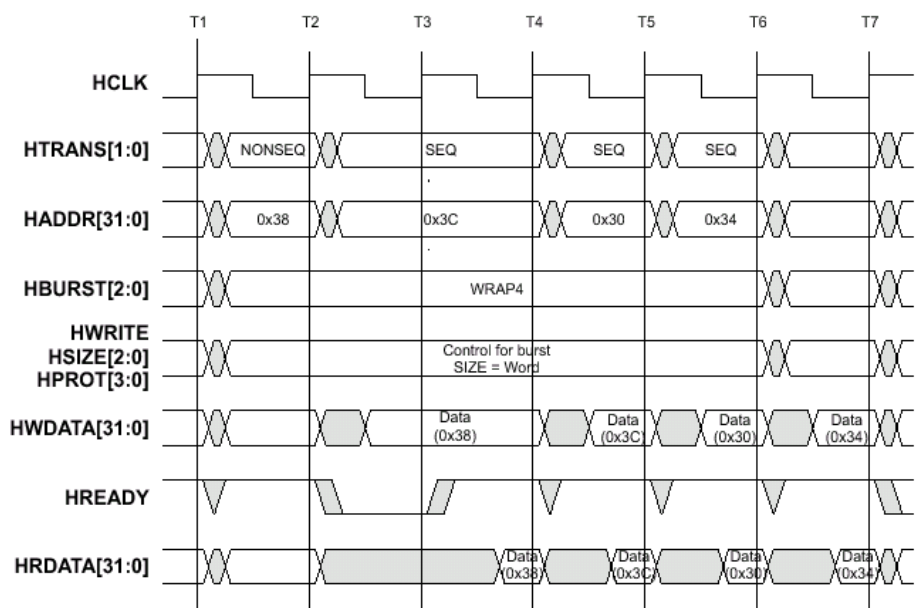 T1 T2 T3 T4 T5 T6 T7
HCLK
HTRANS[1:0] NONSEQ SEQ SEQ SEQ
HADDR[31:0] 0x38 0x3C 0x30 0x34
HBURST[2:0] WRAP4
HWRITE
HSIZE[2:0]
HPROT[3:0]
Control for burst
SIZE = Word
HWDATA[31:0]
Data
(0x38)
Data
(0x3C)
Data
(0x30)
Data
(0x34)
HREADY
HRDATA[31:0]
Data
(0x38)
Data
(0x3C)
Data
(0x30)
Data
(0x34)